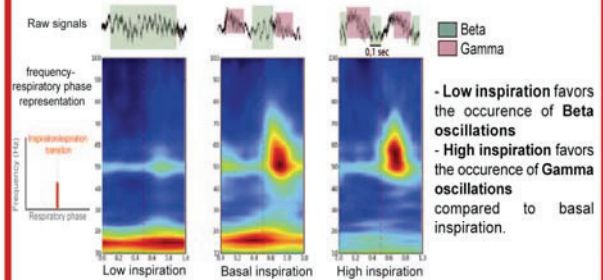 Raw signals
Beta
Gamma
0,1 sec
frequency-
respiratory phase
representation
Inspiration/expiration
transition
Frequency (Hz)
Respiratory phase
Low inspiration
Basal inspiration
High inspiration
- Low inspiration favors
the occurence of Beta
oscillations
- High inspiration favors
the occurence of Gamma
oscillations
compared to basal
inspiration.